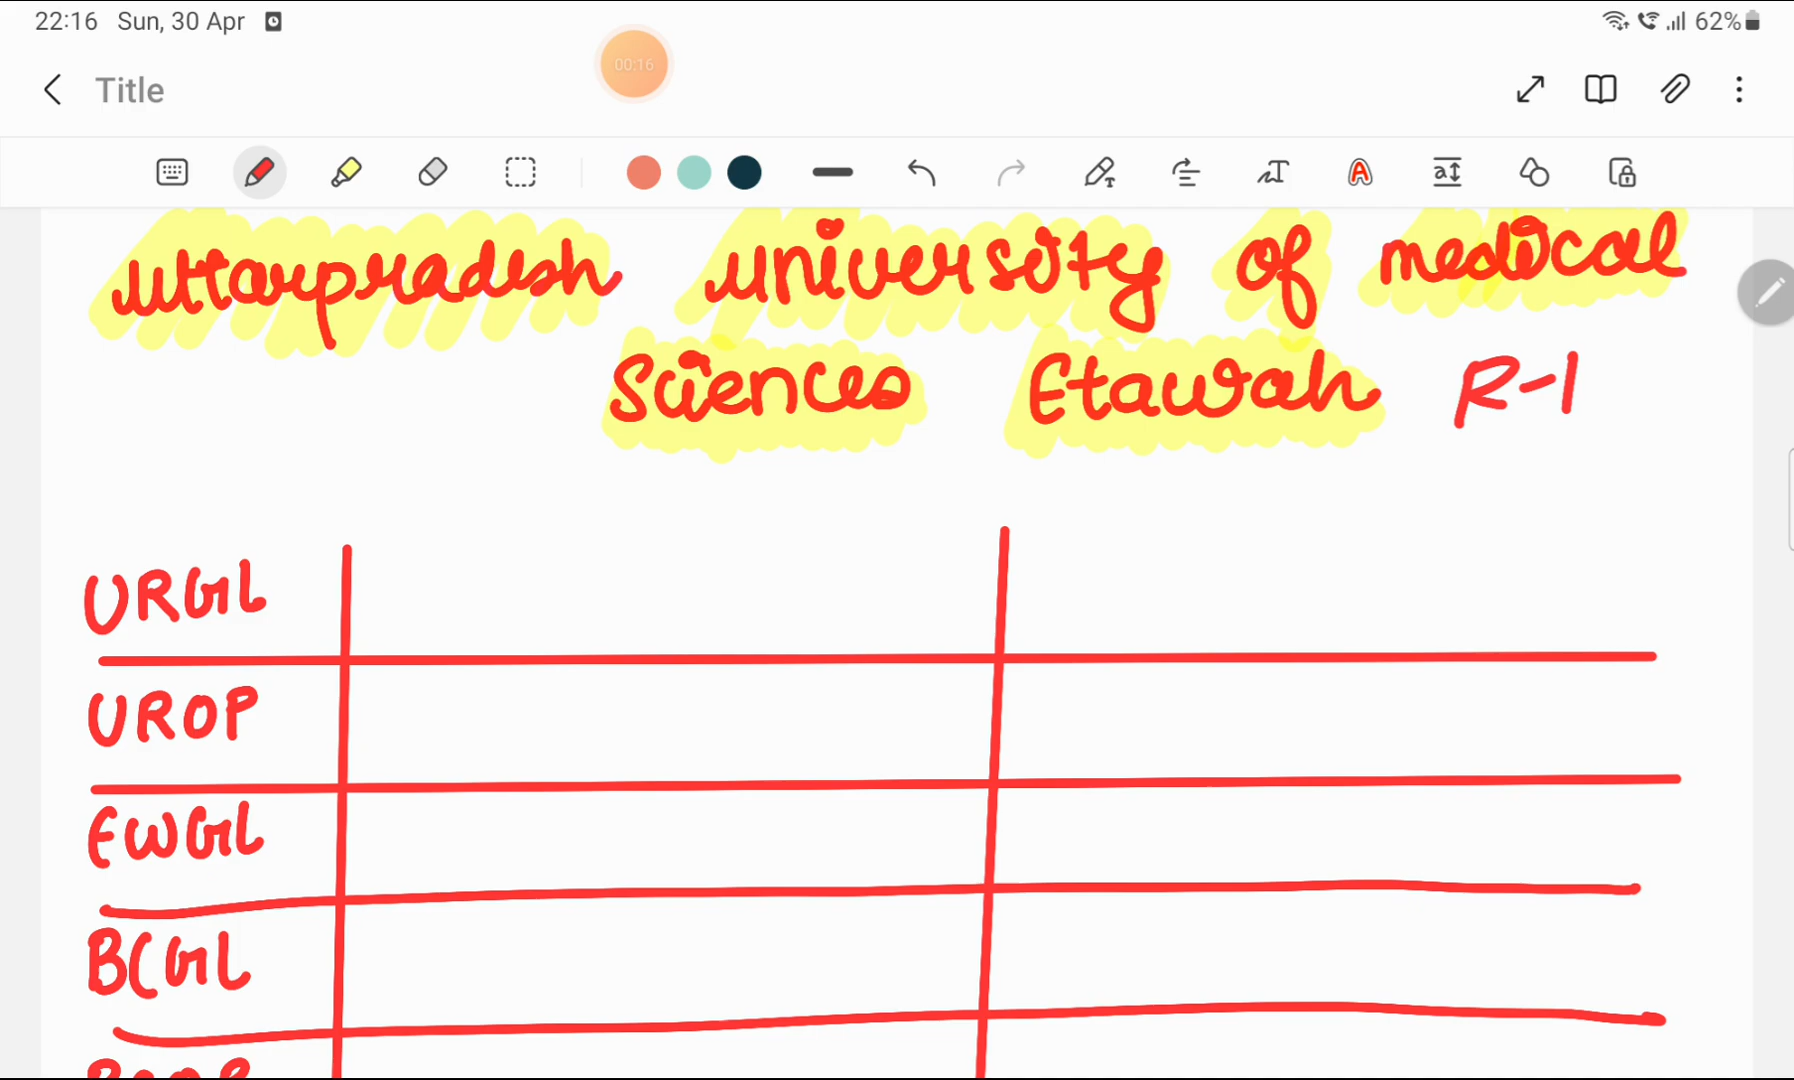 22:16 Sun, 30 Apr 62%
00:16
Title
uttarpradesh university of medical
Sciences Etawah R-1
URGL
UROP
EWGL
BCGL